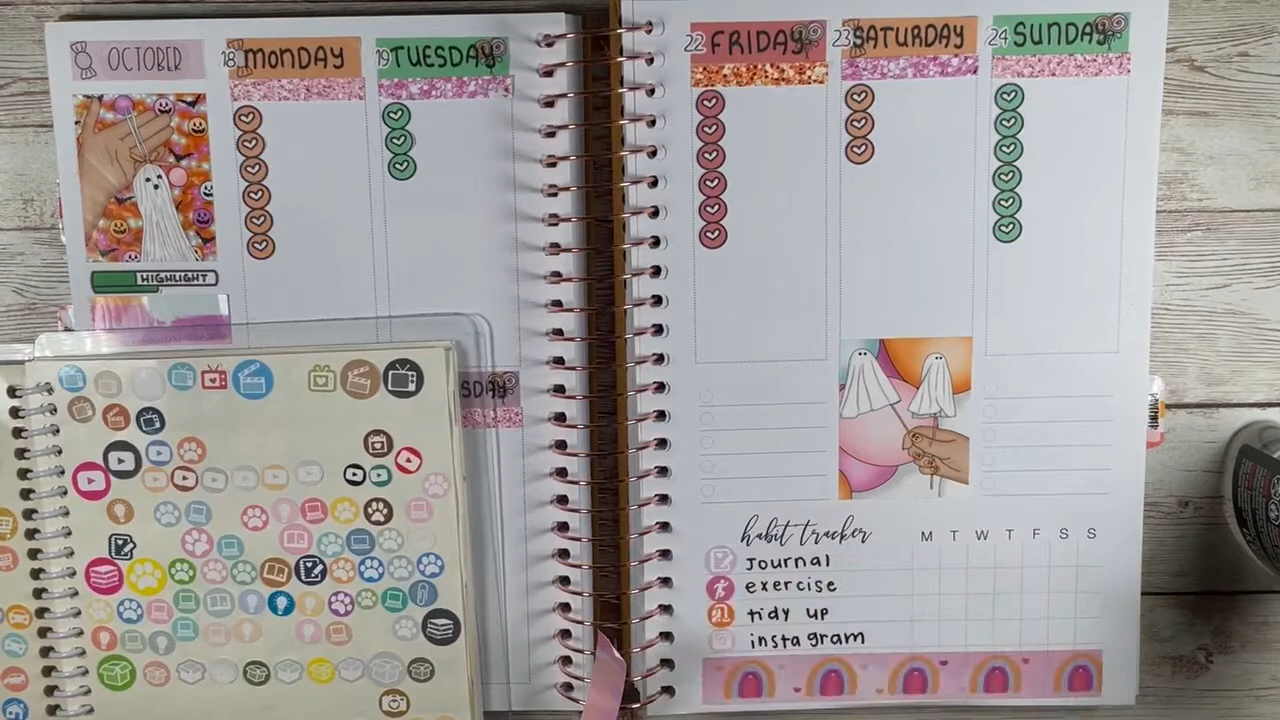 OCTOBER
18 MONDAY
19 TUESDAY
HIGHLIGHT
SDAY
22 FRIDAY
23 SATURDAY
24 SUNDAY
habit tracker M T W T F S S
Journal
exercise
tidy up
instagram